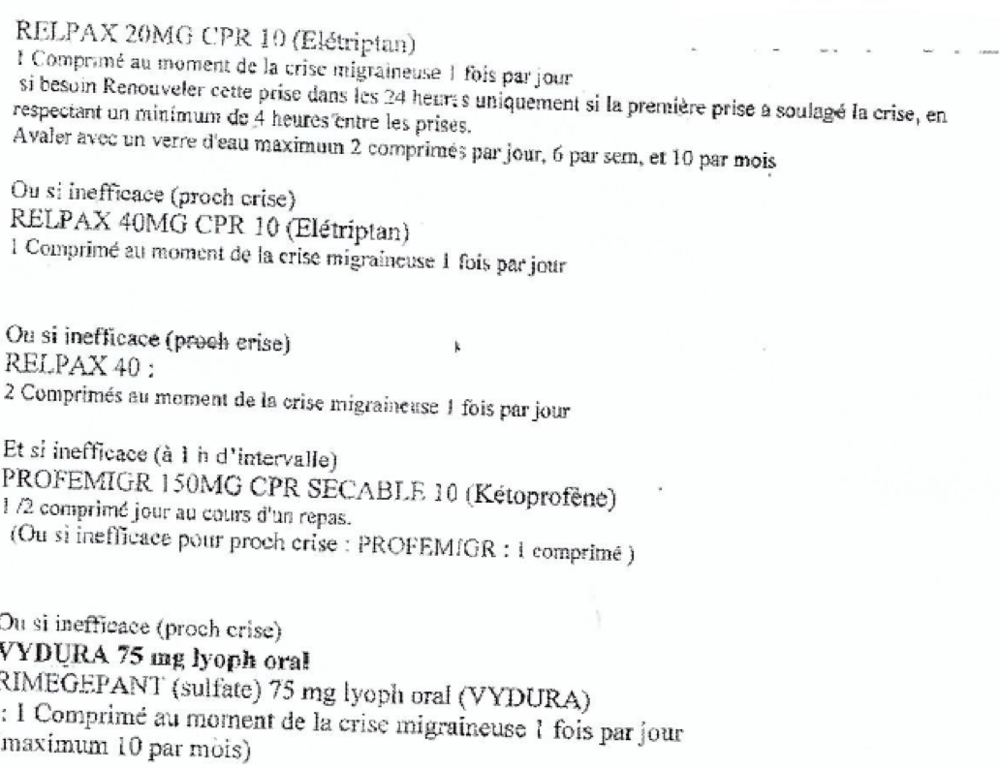 RELPAX 20MG CPR 10 (Elétriptan)
1 Comprimé au moment de la crise migraineuse 1 fois par jour
si besoin Renouveler cette prise dans les 24 heures uniquement si la première prise a soulagé la crise, en
respectant un minimum de 4 heures entre les prises.
Avaler avec un verre d'eau maximum 2 comprimés par jour, 6 par sem, et 10 par mois
Ou si inefficace (proch crise)
RELPAX 40MG CPR 10 (Elétriptan)
1 Comprimé au moment de la crise migraineuse 1 fois par jour
Ou si inefficace (proch crise)
RELPAX 40 :
2 Comprimés au moment de la crise migraineuse 1 fois par jour
Et si inefficace (à 1 h d'intervalle)
PROFEMIGR 150MG CPR SECABLE 10 (Kétoprofène)
1 /2 comprimé jour au cours d'un repas.
(Ou si inefficace pour proch crise : PROFEMIGR : 1 comprimé )
Ou si inefficace (proch crise)
VYDURA 75 mg lyoph oral
RIMEGEPANT (sulfate) 75 mg lyoph oral (VYDURA)
: 1 Comprimé au moment de la crise migraineuse 1 fois par jour
maximum 10 par mois)